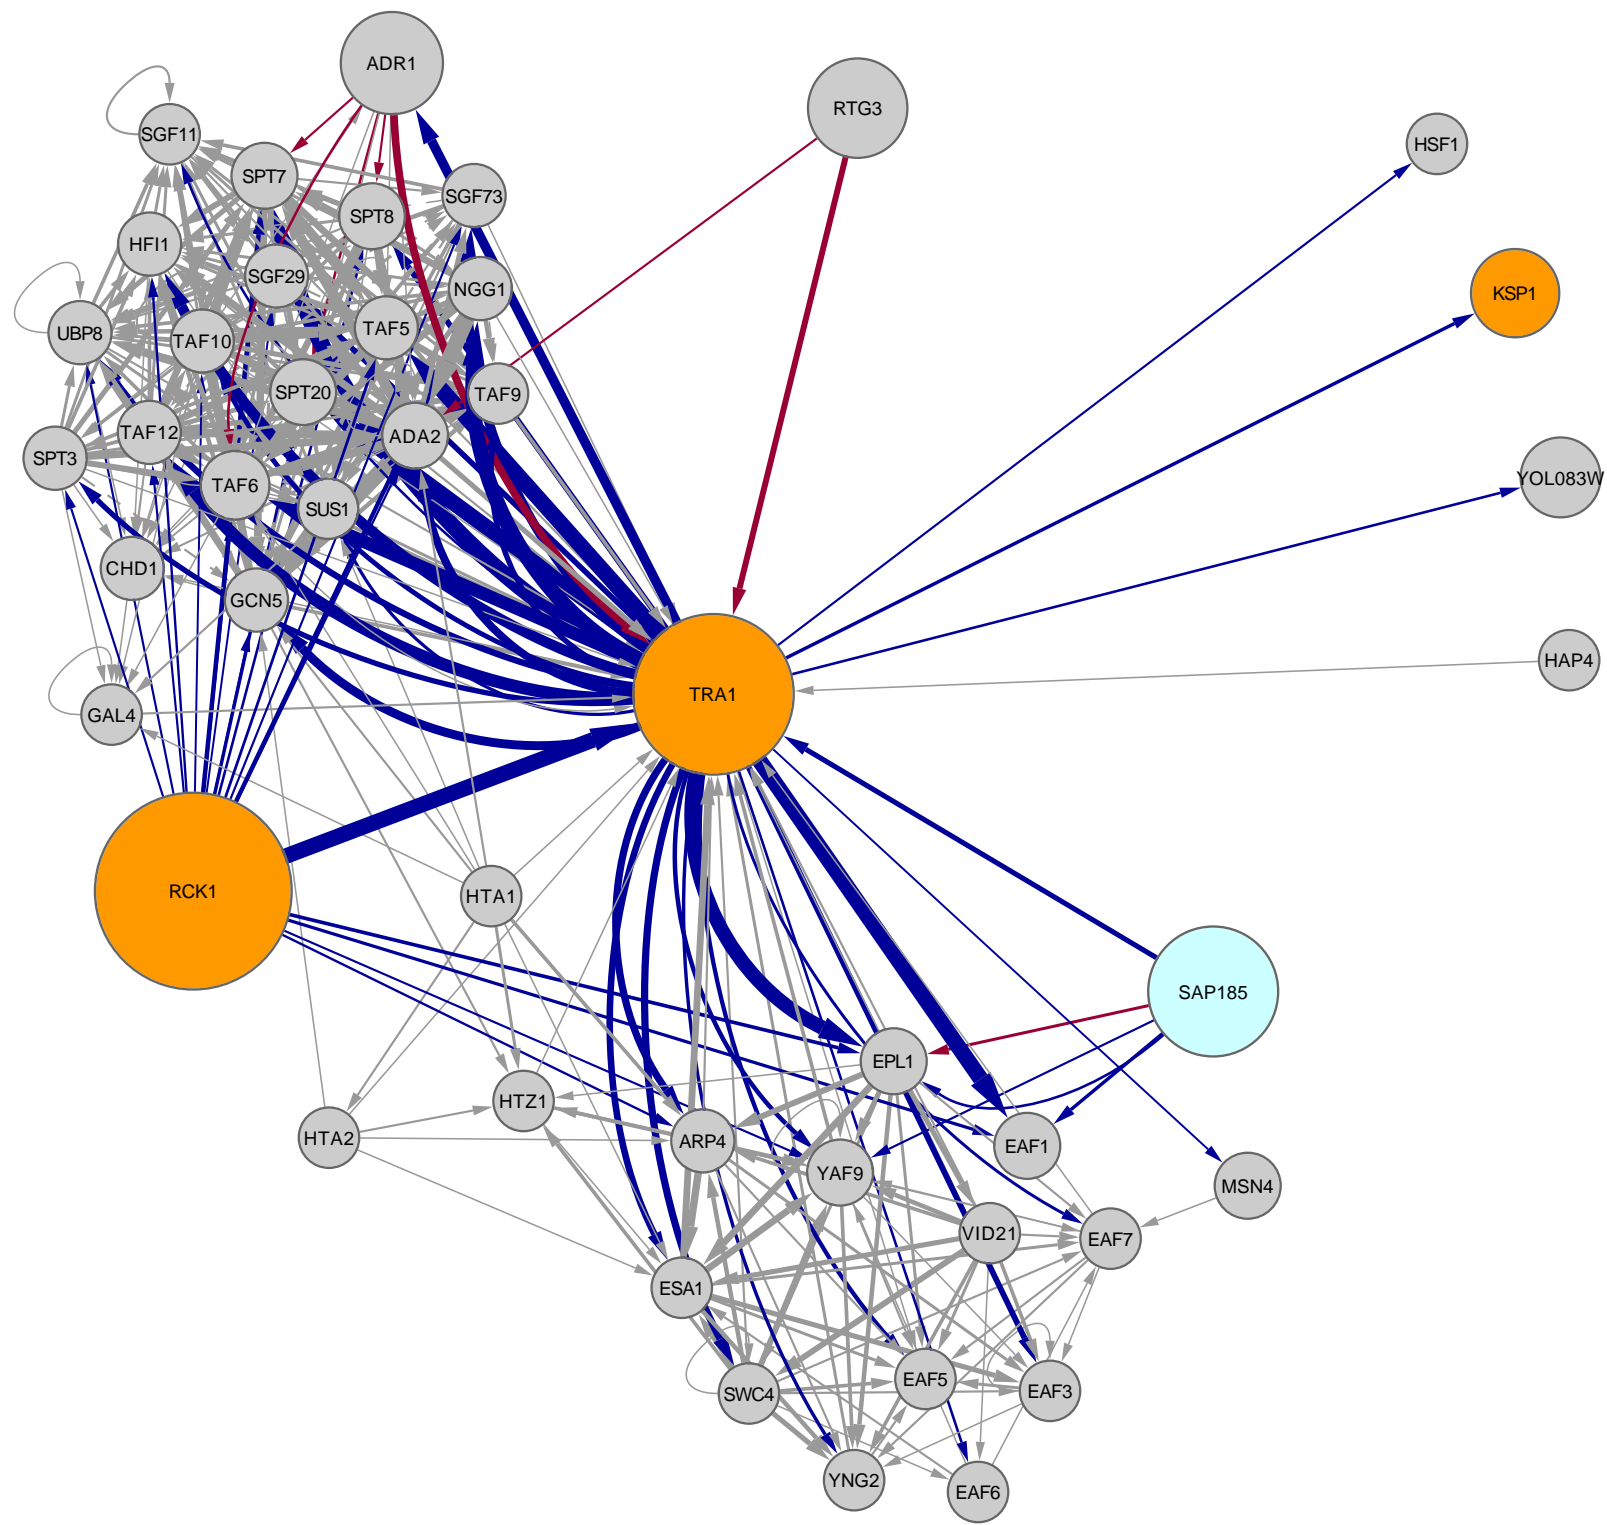 ADR1
RTG3
SGF11
HSF1
SPT7
SGF73
SPT8
HFI1
SGF29
NGG1
KSP1
UBP8
TAF10
TAF5
SPT20
TAF9
TAF12
ADA2
SPT3
TAF6
YOL083W
SUS1
CHD1
GCN5
HAP4
TRA1
GAL4
RCK1
HTA1
SAP185
EPL1
HTZ1
HTA2
ARP4
EAF1
YAF9
MSN4
VID21
EAF7
ESA1
EAF5
EAF3
SWC4
YNG2
EAF6